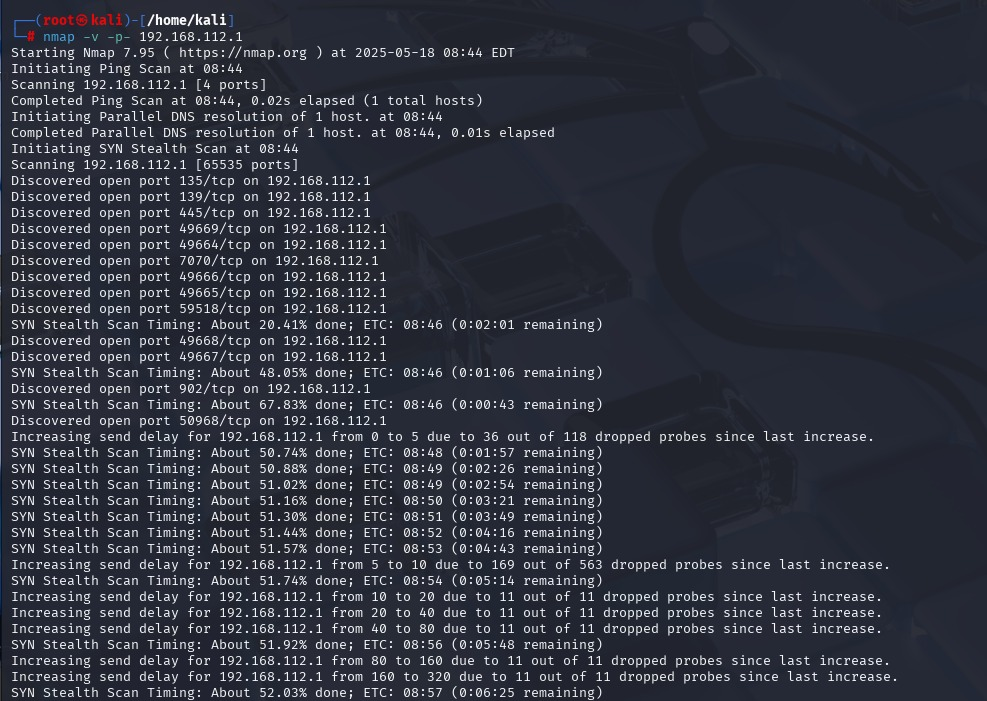 ┌──(root㉿kali)-[/home/kali]
└─# nmap -v -p- 192.168.112.1
Starting Nmap 7.95 ( https://nmap.org ) at 2025-05-18 08:44 EDT
Initiating Ping Scan at 08:44
Scanning 192.168.112.1 [4 ports]
Completed Ping Scan at 08:44, 0.02s elapsed (1 total hosts)
Initiating Parallel DNS resolution of 1 host. at 08:44
Completed Parallel DNS resolution of 1 host. at 08:44, 0.01s elapsed
Initiating SYN Stealth Scan at 08:44
Scanning 192.168.112.1 [65535 ports]
Discovered open port 135/tcp on 192.168.112.1
Discovered open port 139/tcp on 192.168.112.1
Discovered open port 445/tcp on 192.168.112.1
Discovered open port 49669/tcp on 192.168.112.1
Discovered open port 49664/tcp on 192.168.112.1
Discovered open port 7070/tcp on 192.168.112.1
Discovered open port 49666/tcp on 192.168.112.1
Discovered open port 49665/tcp on 192.168.112.1
Discovered open port 59518/tcp on 192.168.112.1
SYN Stealth Scan Timing: About 20.41% done; ETC: 08:46 (0:02:01 remaining)
Discovered open port 49668/tcp on 192.168.112.1
Discovered open port 49667/tcp on 192.168.112.1
SYN Stealth Scan Timing: About 48.05% done; ETC: 08:46 (0:01:06 remaining)
Discovered open port 902/tcp on 192.168.112.1
SYN Stealth Scan Timing: About 67.83% done; ETC: 08:46 (0:00:43 remaining)
Discovered open port 50968/tcp on 192.168.112.1
Increasing send delay for 192.168.112.1 from 0 to 5 due to 36 out of 118 dropped probes since last increase.
SYN Stealth Scan Timing: About 50.74% done; ETC: 08:48 (0:01:57 remaining)
SYN Stealth Scan Timing: About 50.88% done; ETC: 08:49 (0:02:26 remaining)
SYN Stealth Scan Timing: About 51.02% done; ETC: 08:49 (0:02:54 remaining)
SYN Stealth Scan Timing: About 51.16% done; ETC: 08:50 (0:03:21 remaining)
SYN Stealth Scan Timing: About 51.30% done; ETC: 08:51 (0:03:49 remaining)
SYN Stealth Scan Timing: About 51.44% done; ETC: 08:52 (0:04:16 remaining)
SYN Stealth Scan Timing: About 51.57% done; ETC: 08:53 (0:04:43 remaining)
Increasing send delay for 192.168.112.1 from 5 to 10 due to 169 out of 563 dropped probes since last increase.
SYN Stealth Scan Timing: About 51.74% done; ETC: 08:54 (0:05:14 remaining)
Increasing send delay for 192.168.112.1 from 10 to 20 due to 11 out of 11 dropped probes since last increase.
Increasing send delay for 192.168.112.1 from 20 to 40 due to 11 out of 11 dropped probes since last increase.
Increasing send delay for 192.168.112.1 from 40 to 80 due to 11 out of 11 dropped probes since last increase.
SYN Stealth Scan Timing: About 51.92% done; ETC: 08:56 (0:05:48 remaining)
Increasing send delay for 192.168.112.1 from 80 to 160 due to 11 out of 11 dropped probes since last increase.
Increasing send delay for 192.168.112.1 from 160 to 320 due to 11 out of 11 dropped probes since last increase.
SYN Stealth Scan Timing: About 52.03% done; ETC: 08:57 (0:06:25 remaining)